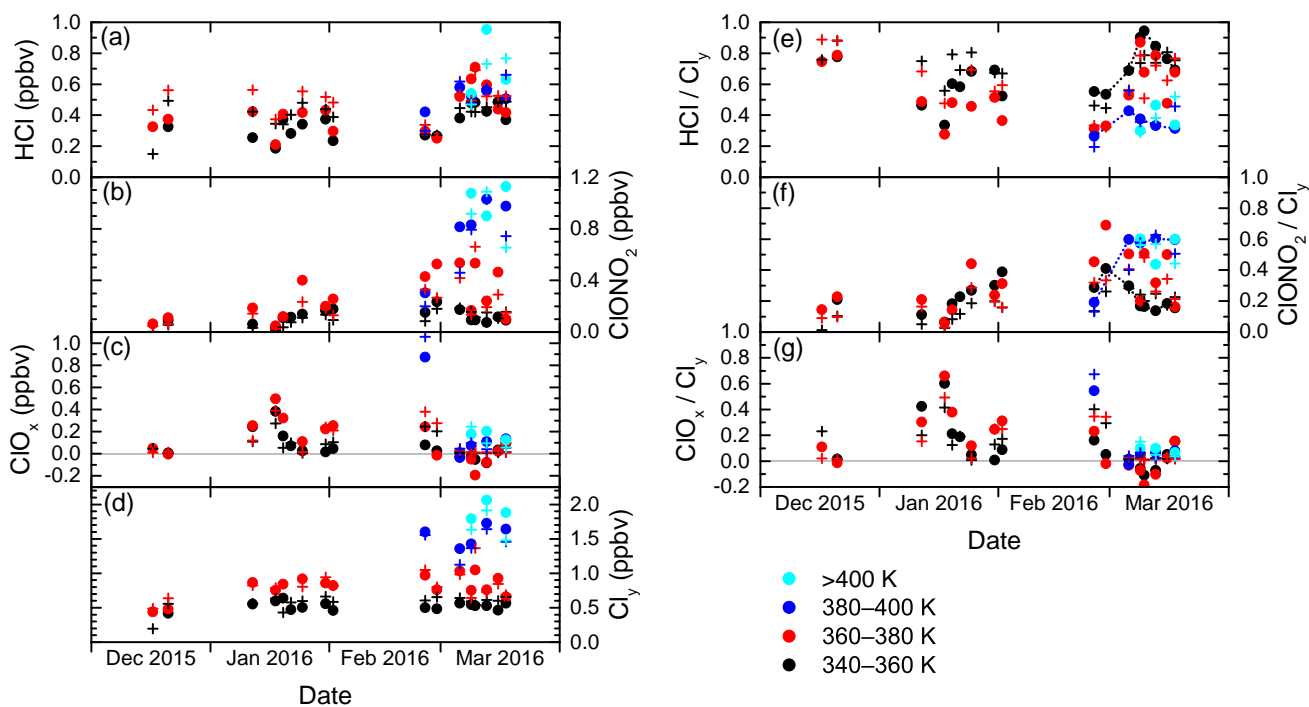 1.0
0.8
0.6
0.4
0.2
0.0
HCl (ppbv)
(a)
(b)
1.2
0.8
0.4
0.0
ClONO2 (ppbv)
(c)
1.0
0.8
0.6
0.4
0.2
0.0
-0.2
ClOx (ppbv)
(d)
2.0
1.5
1.0
0.5
0.0
Cly (ppbv)
Dec 2015 Jan 2016 Feb 2016 Mar 2016
Date
1.0
0.8
0.6
0.4
0.2
0.0
HCl / Cly
(e)
(f)
1.0
0.8
0.6
0.4
0.2
0.0
ClONO2 / Cly
(g)
1.0
0.8
0.6
0.4
0.2
0.0
-0.2
ClOx / Cly
Dec 2015 Jan 2016 Feb 2016 Mar 2016
Date
>400 K
380–400 K
360–380 K
340–360 K